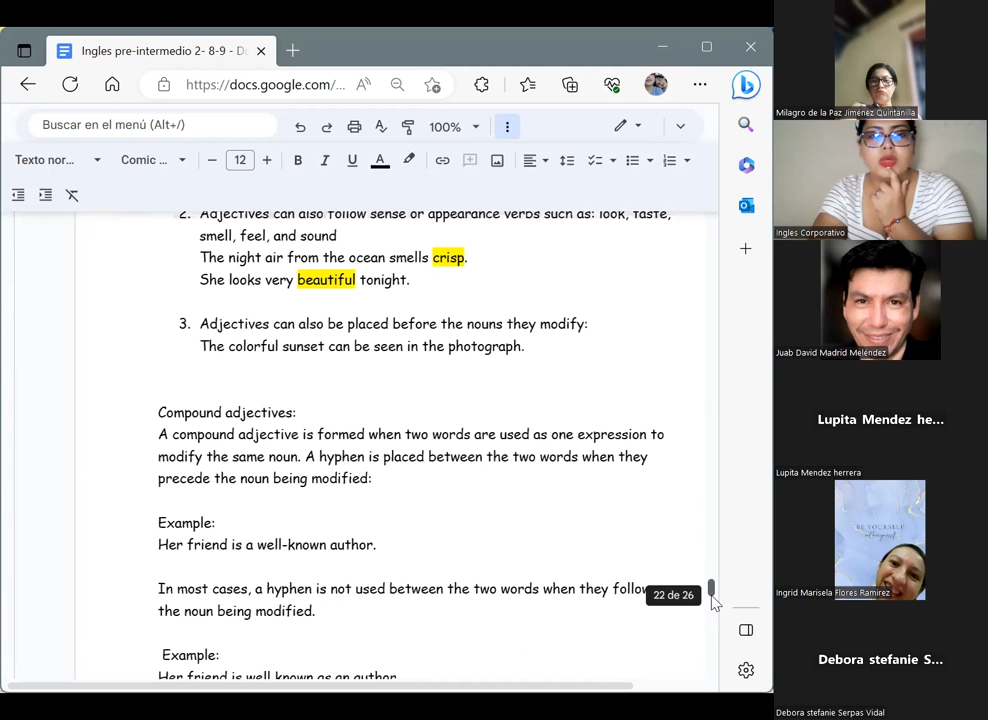 Ingles pre-intermedio 2- 8-9 - D
https://docs.google.com/...
Buscar en el menú (Alt+/)
100%
Texto nor...
Comic ...
12
B I U A
2. Adjectives can also follow sense or appearance verbs such as: look, taste,
smell, feel, and sound
The night air from the ocean smells crisp.
She looks very beautiful tonight.
3. Adjectives can also be placed before the nouns they modify:
The colorful sunset can be seen in the photograph.
Compound adjectives:
A compound adjective is formed when two words are used as one expression to
modify the same noun. A hyphen is placed between the two words when they
precede the noun being modified:
Example:
Her friend is a well-known author.
In most cases, a hyphen is not used between the two words when they follow
the noun being modified.
22 de 26
Example:
Her friend is well known as an author.
Milagro de la Paz Jimenez Quintanilla
Ingles Corporativo
Juab David Madrid Meléndez
Lupita Mendez he...
Lupita Mendez herrera
BE YOURSELF
Ingrid Marisela Flores Ramirez
Debora stefanie S...
Debora stefanie Serpas Vidal